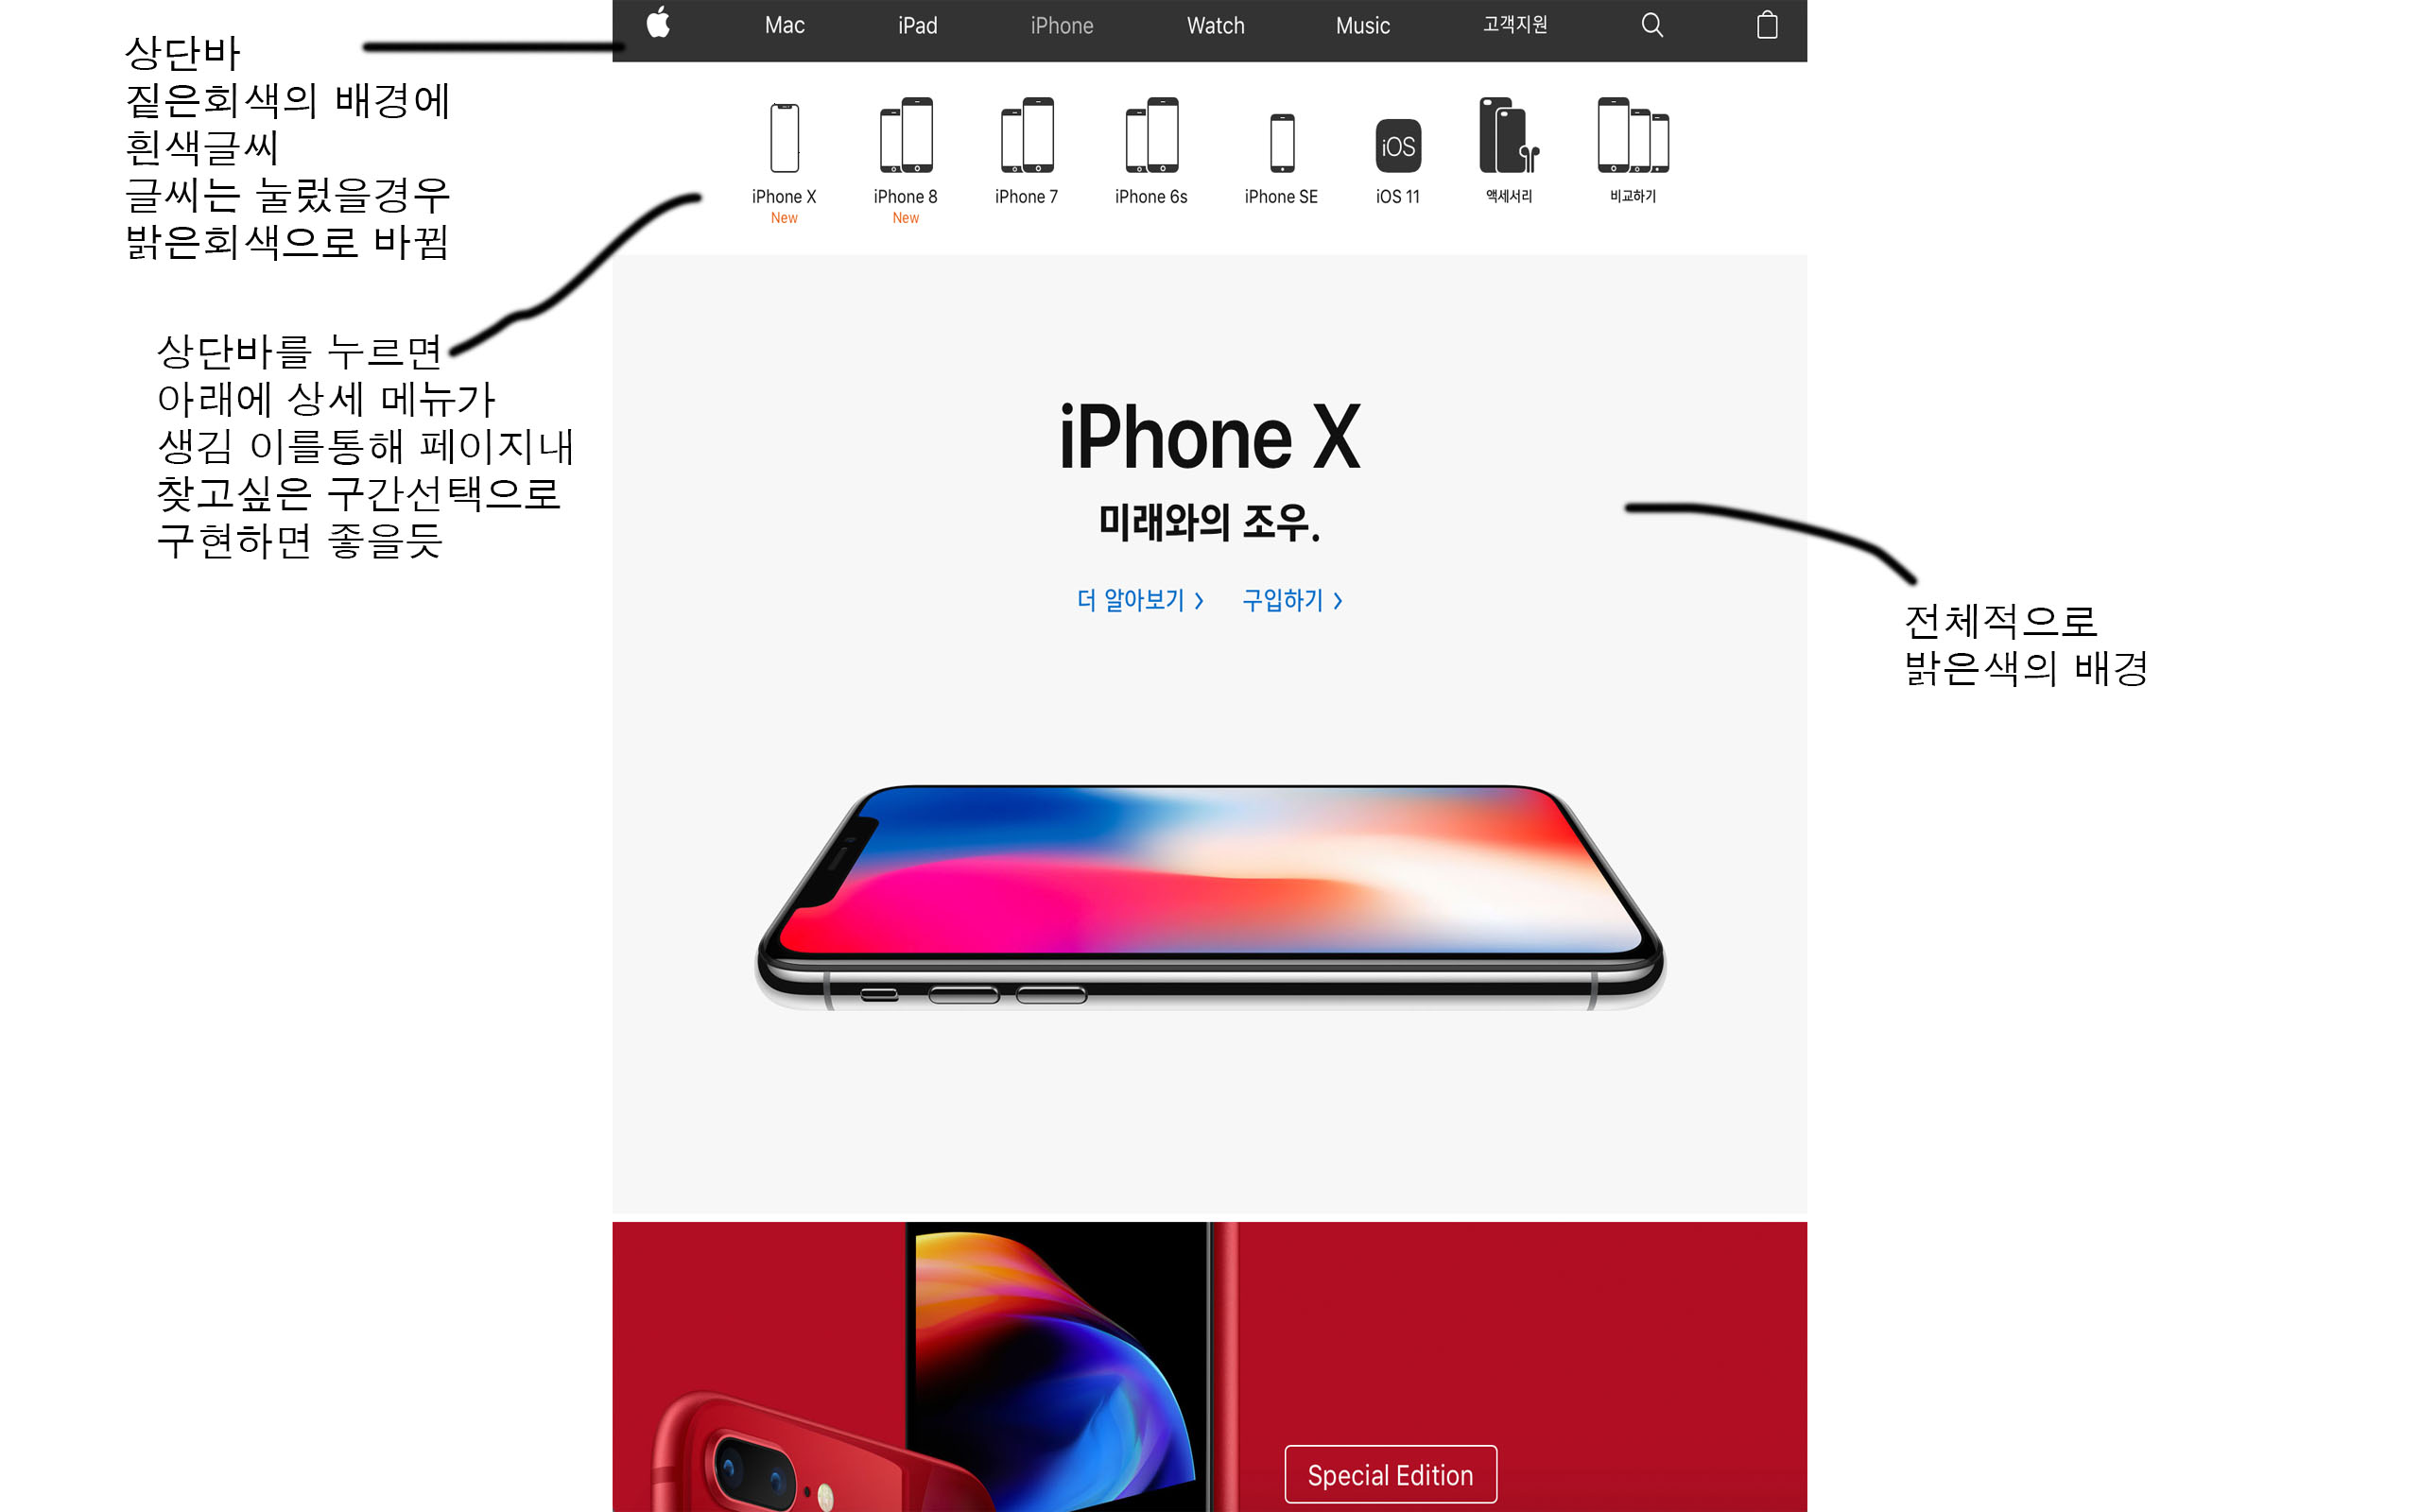 Mac iPad iPhone Watch Music 고객지원
상단바
짙은회색의 배경에
흰색글씨
글씨는 눌렀을경우
밝은회색으로 바뀜
iOS
iPhone X iPhone 8 iPhone 7 iPhone 6s iPhone SE iOS 11 액세서리 비교하기
New New
상단바를 누르면
아래에 상세 메뉴가
생김 이를통해 페이지내
찾고싶은 구간선택으로
구현하면 좋을듯
iPhone X
미래와의 조우.
더 알아보기 > 구입하기 >
전체적으로
밝은색의 배경
Special Edition